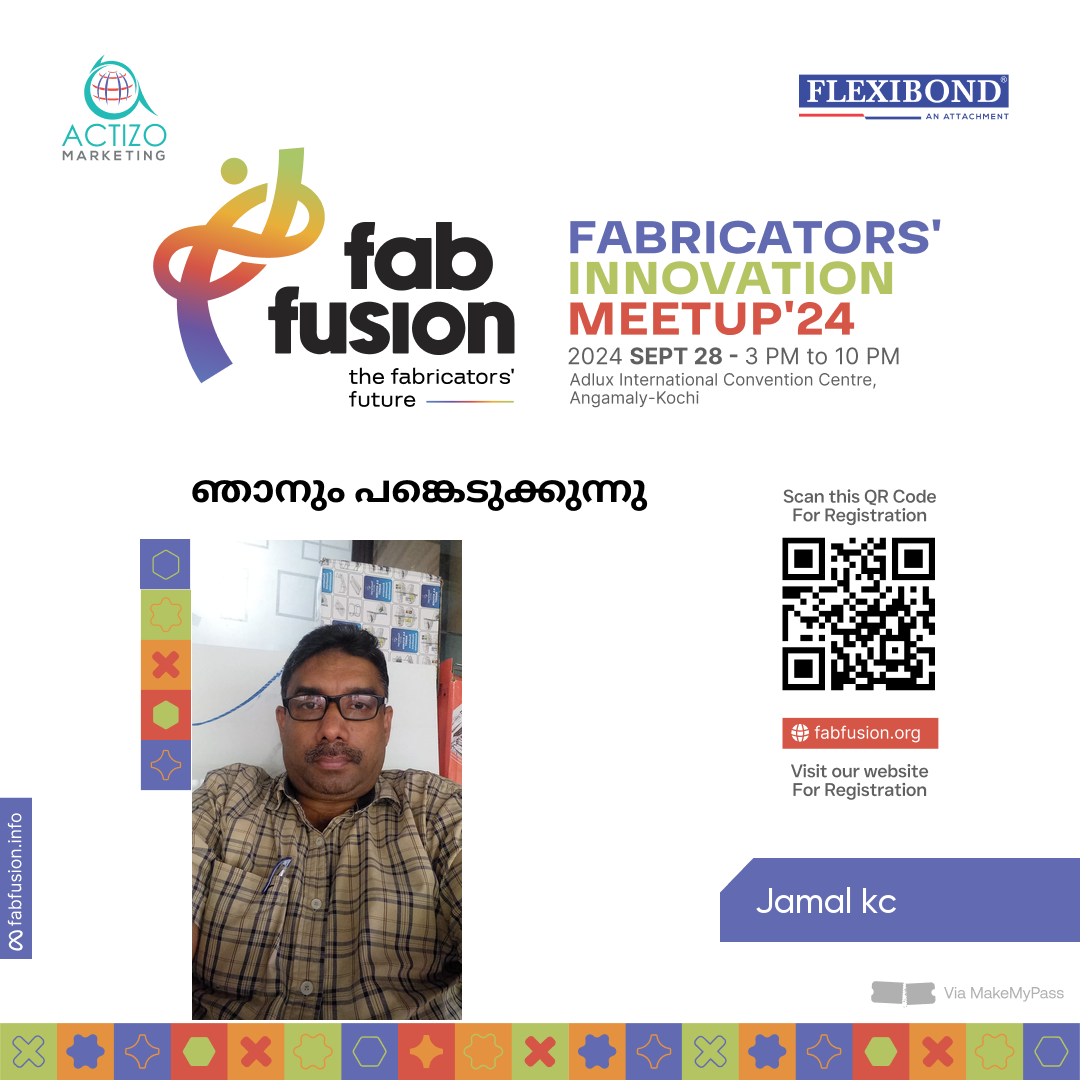 ACTIZO
MARKETING
FLEXIBOND®
AN ATTACHMENT
fab
fusion
the fabricators'
future
FABRICATORS'
INNOVATION
MEETUP'24
2024 SEPT 28 - 3 PM to 10 PM
Adlux International Convention Centre,
Angamaly-Kochi
ഞാനും പങ്കെടുക്കുന്നു
Scan this QR Code
For Registration
fabfusion.org
Visit our website
For Registration
fabfusion.info
Jamal kc
Via MakeMyPass